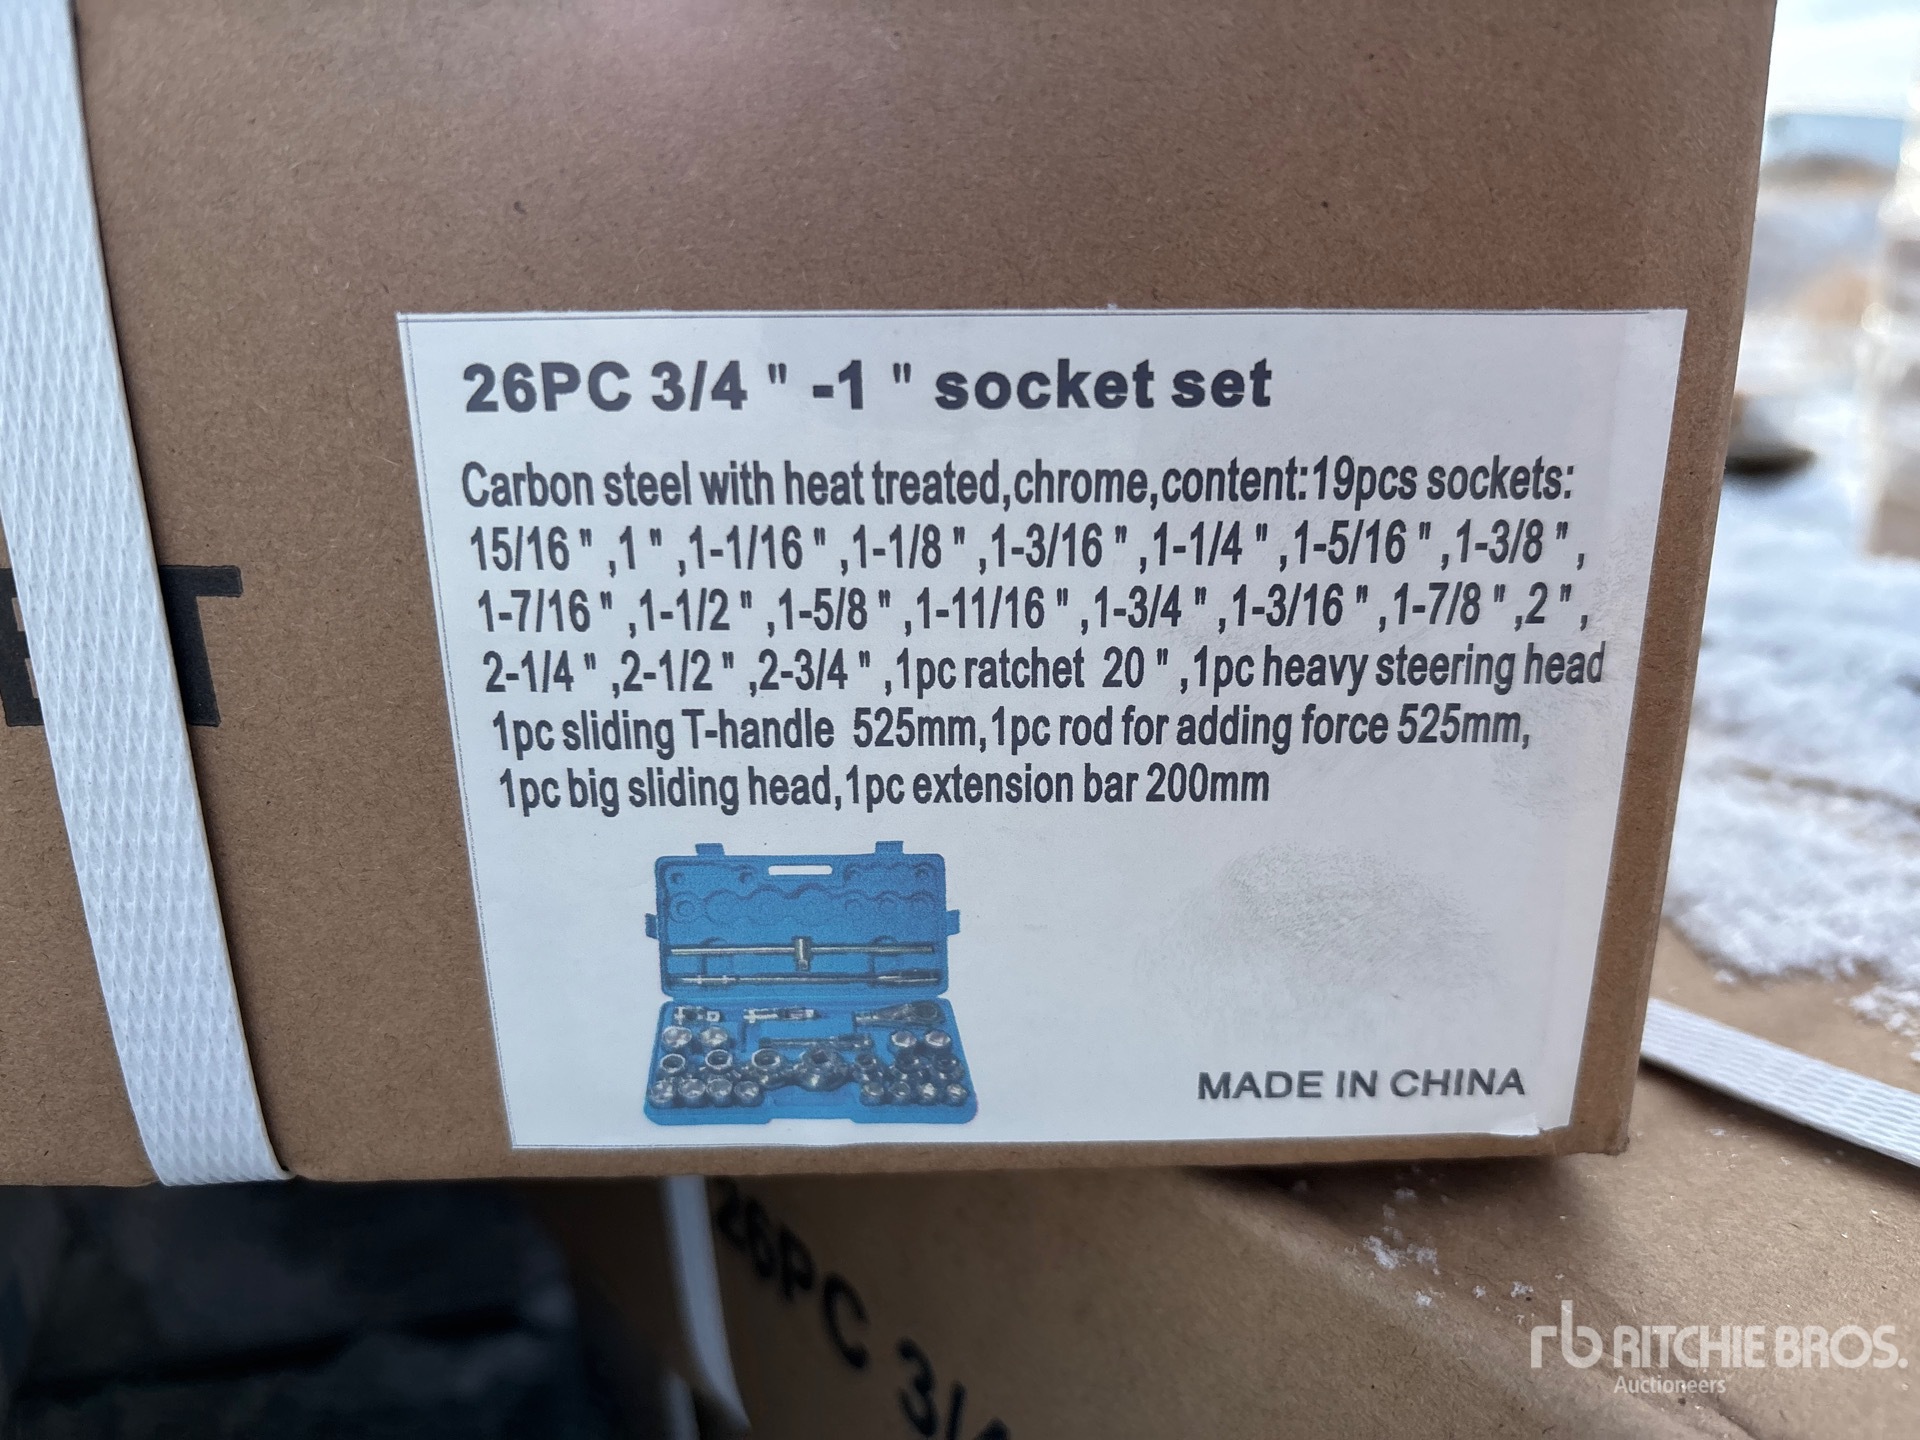 26PC 3/4 " -1 " socket set
Carbon steel with heat treated,chrome,content:19pcs sockets:
15/16 " ,1 " ,1-1/16 " ,1-1/8 " ,1-3/16 " ,1-1/4 " ,1-5/16 " ,1-3/8 " ,
1-7/16 " ,1-1/2 " ,1-5/8 " ,1-11/16 " ,1-3/4 " ,1-3/16 " ,1-7/8 " ,2 " ,
2-1/4 " ,2-1/2 " ,2-3/4 " ,1pc ratchet 20 " ,1pc heavy steering head
1pc sliding T-handle 525mm,1pc rod for adding force 525mm,
1pc big sliding head,1pc extension bar 200mm
MADE IN CHINA
26PC 3/
rb RITCHIE BROS.
Auctioneers